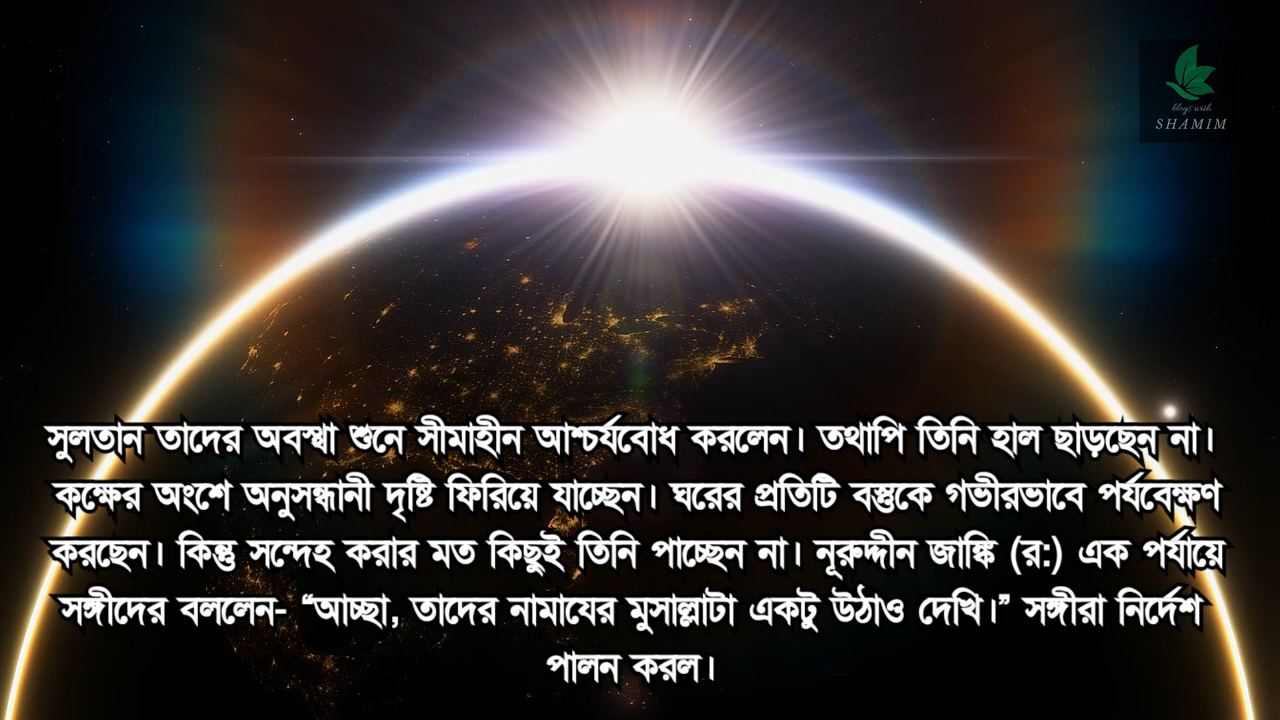 blogs with
SHAMIM
সুলতান তাদের অবস্থা শুনে সীমাহীন আশ্চর্যবোধ করলেন। তথাপি তিনি হাল ছাড়ছেন না।
কক্ষের অংশে অনুসন্ধানী দৃষ্টি ফিরিয়ে যাচ্ছেন। ঘরের প্রতিটি বস্তুকে গভীরভাবে পর্যবেক্ষণ
করছেন। কিন্তু সন্দেহ করার মত কিছুই তিনি পাচ্ছেন না। নূরুদ্দীন জাঙ্কি (র:) এক পর্যায়ে
সঙ্গীদের বললেন- “আচ্ছা, তাদের নামাযের মুসাল্লাটা একটু উঠাও দেখি।” সঙ্গীরা নির্দেশ
পালন করল।